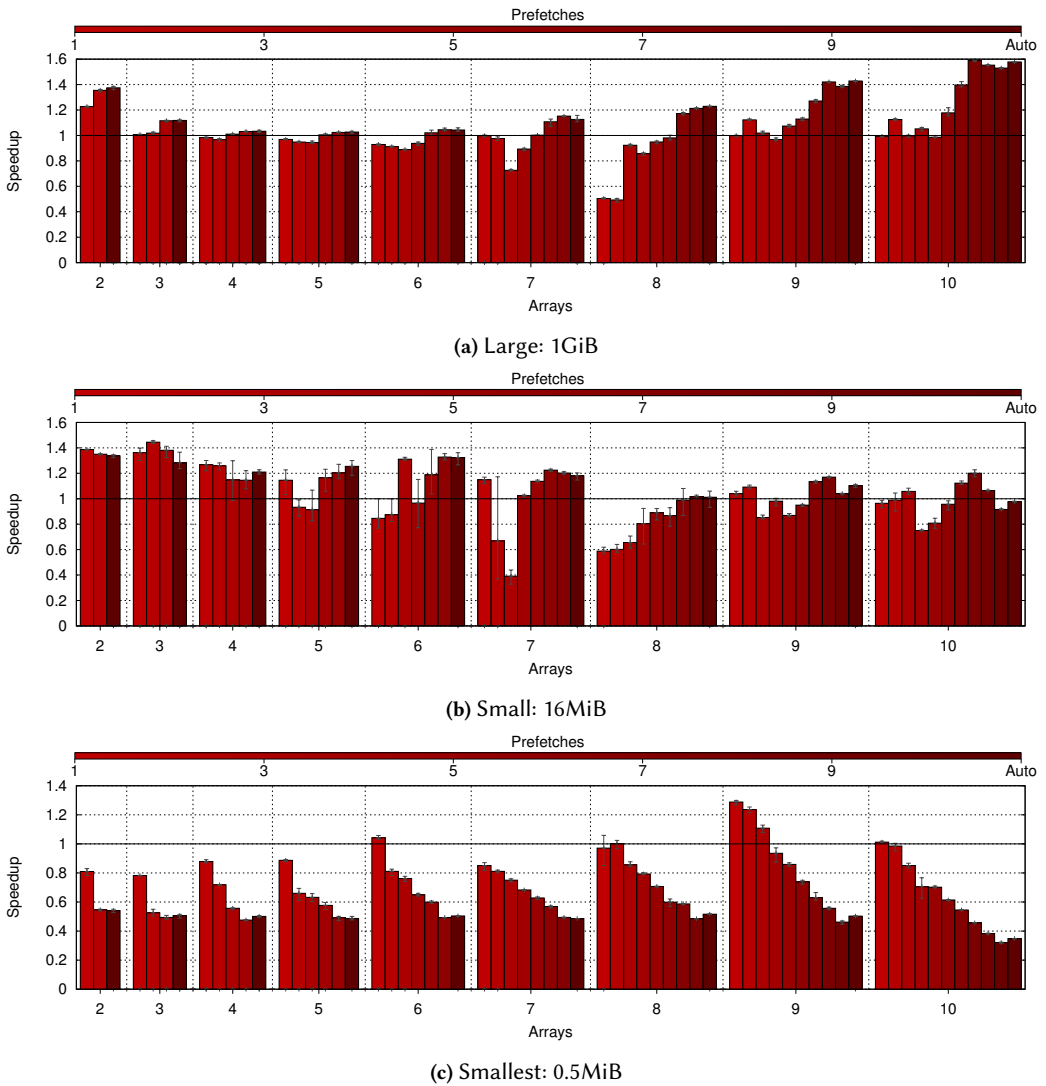 Prefetches
1 3 5 7 9 Auto
1.6
1.4
1.2
1
0.8
0.6
0.4
0.2
0
Speedup
2 3 4 5 6 7 8 9 10
Arrays
(a) Large: 1GiB
Prefetches
1 3 5 7 9 Auto
1.6
1.4
1.2
1
0.8
0.6
0.4
0.2
0
Speedup
2 3 4 5 6 7 8 9 10
Arrays
(b) Small: 16MiB
Prefetches
1 3 5 7 9 Auto
1.4
1.2
1
0.8
0.6
0.4
0.2
0
Speedup
2 3 4 5 6 7 8 9 10
Arrays
(c) Smallest: 0.5MiB